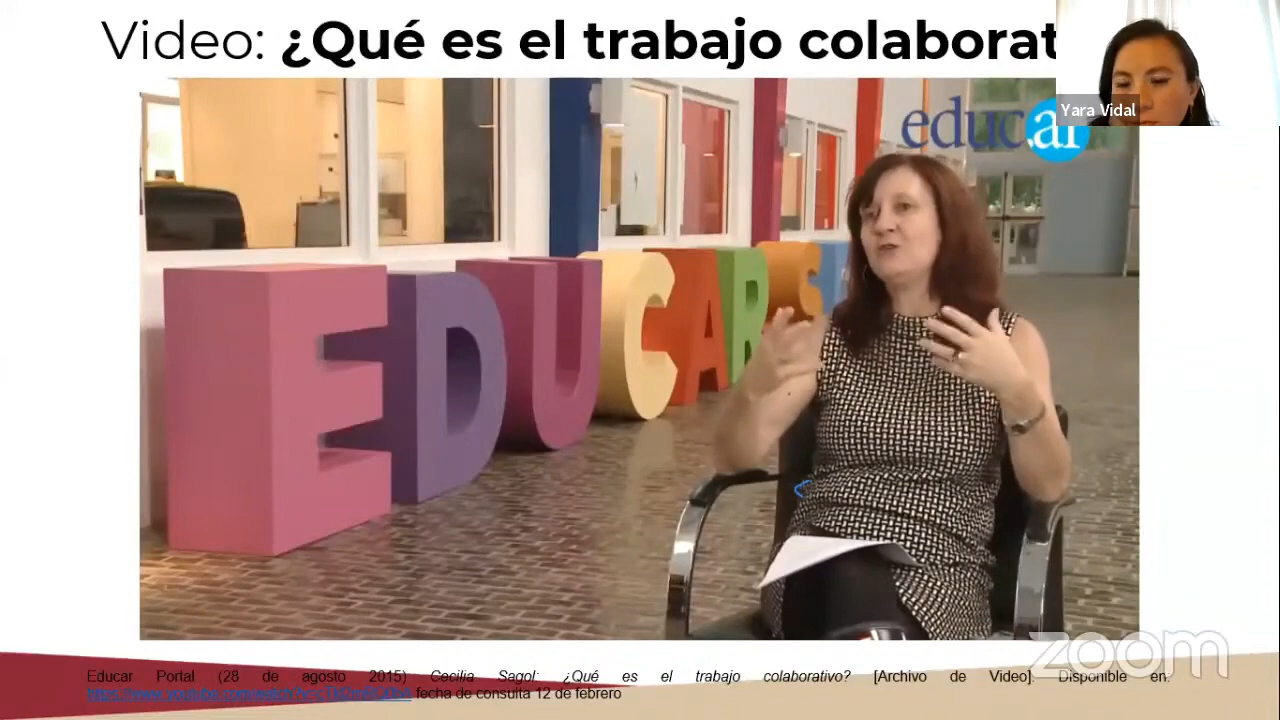 Video: ¿Qué es el trabajo colaborat
Yara Vidal
educ.ar
EDUCAR
zoom
Educar Portal (28 de agosto 2015) Cecilia Sagol: ¿Qué es el trabajo colaborativo? [Archivo de Video]. Disponible en:
fecha de consulta 12 de febrero